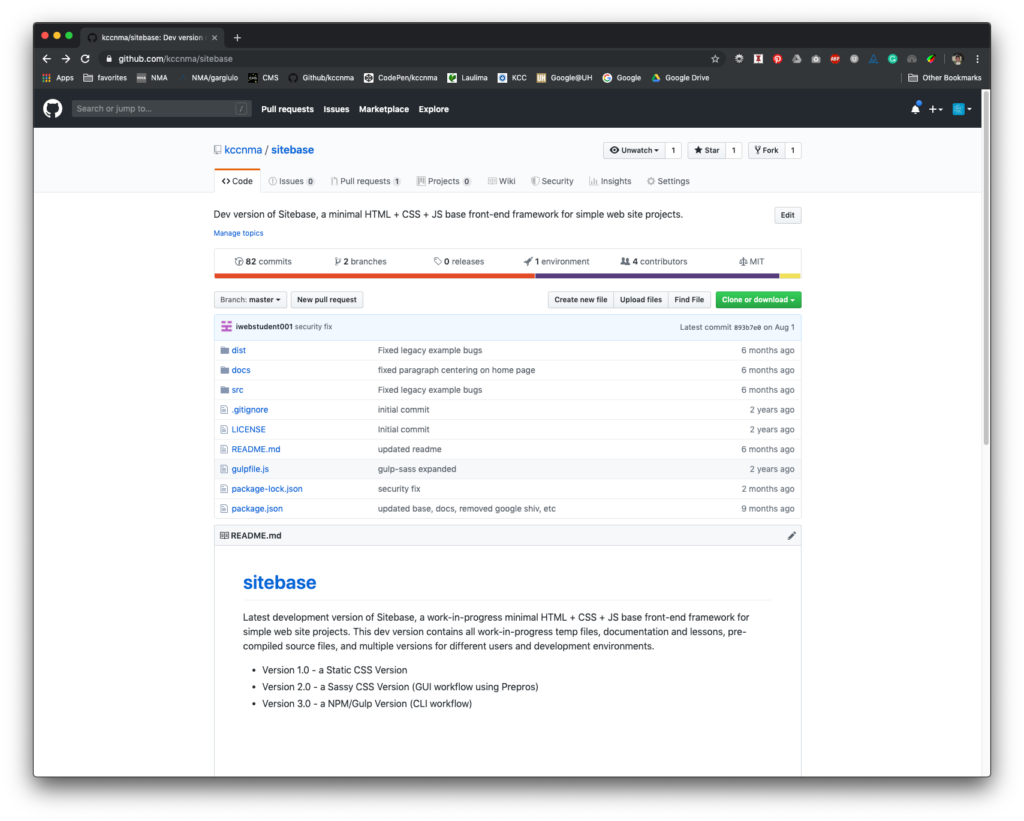 kccnma/sitebase: Dev version
github.com/kccnma/sitebase
Apps favorites NMA NMA/gargiulo CMS Github/kccnma CodePen/kccnma Laulima KCC Google@UH Google Google Drive Other Bookmarks
Search or jump to... / Pull requests Issues Marketplace Explore
kccnma / sitebase Unwatch 1 Star 1 Fork 1
Code Issues 0 Pull requests 1 Projects 0 Wiki Security Insights Settings
Dev version of Sitebase, a minimal HTML + CSS + JS base front-end framework for simple web site projects. Edit
Manage topics
82 commits 2 branches 0 releases 1 environment 4 contributors MIT
Branch: master New pull request Create new file Upload files Find File Clone or download
iwebstudent001 security fix Latest commit 893b7e0 on Aug 1
dist Fixed legacy example bugs 6 months ago
docs fixed paragraph centering on home page 6 months ago
src Fixed legacy example bugs 6 months ago
.gitignore initial commit 2 years ago
LICENSE Initial commit 2 years ago
README.md updated readme 6 months ago
gulpfile.js gulp-sass expanded 2 years ago
package-lock.json security fix 2 months ago
package.json updated base, docs, removed google shiv, etc 9 months ago
README.md
sitebase
Latest development version of Sitebase, a work-in-progress minimal HTML + CSS + JS base front-end framework for
simple web site projects. This dev version contains all work-in-progress temp files, documentation and lessons, pre-
compiled source files, and multiple versions for different users and development environments.
• Version 1.0 - a Static CSS Version
• Version 2.0 - a Sassy CSS Version (GUI workflow using Prepros)
• Version 3.0 - a NPM/Gulp Version (CLI workflow)